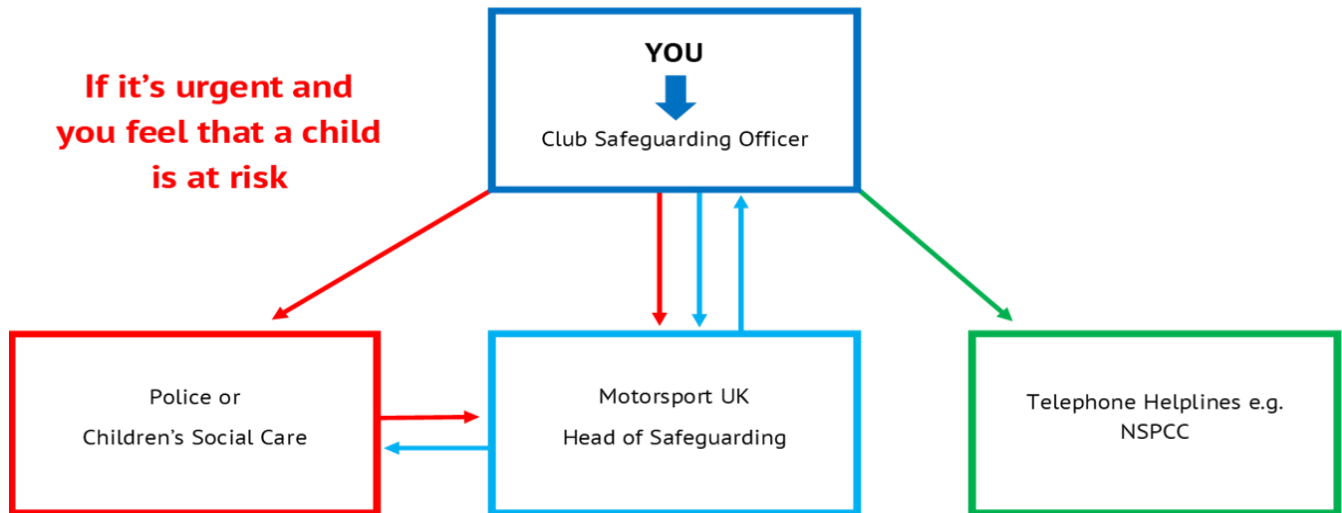 If it's urgent and
you feel that a child
is at risk
YOU
Club Safeguarding Officer
Police or
Children's Social Care
Motorsport UK
Head of Safeguarding
Telephone Helplines e.g.
NSPCC